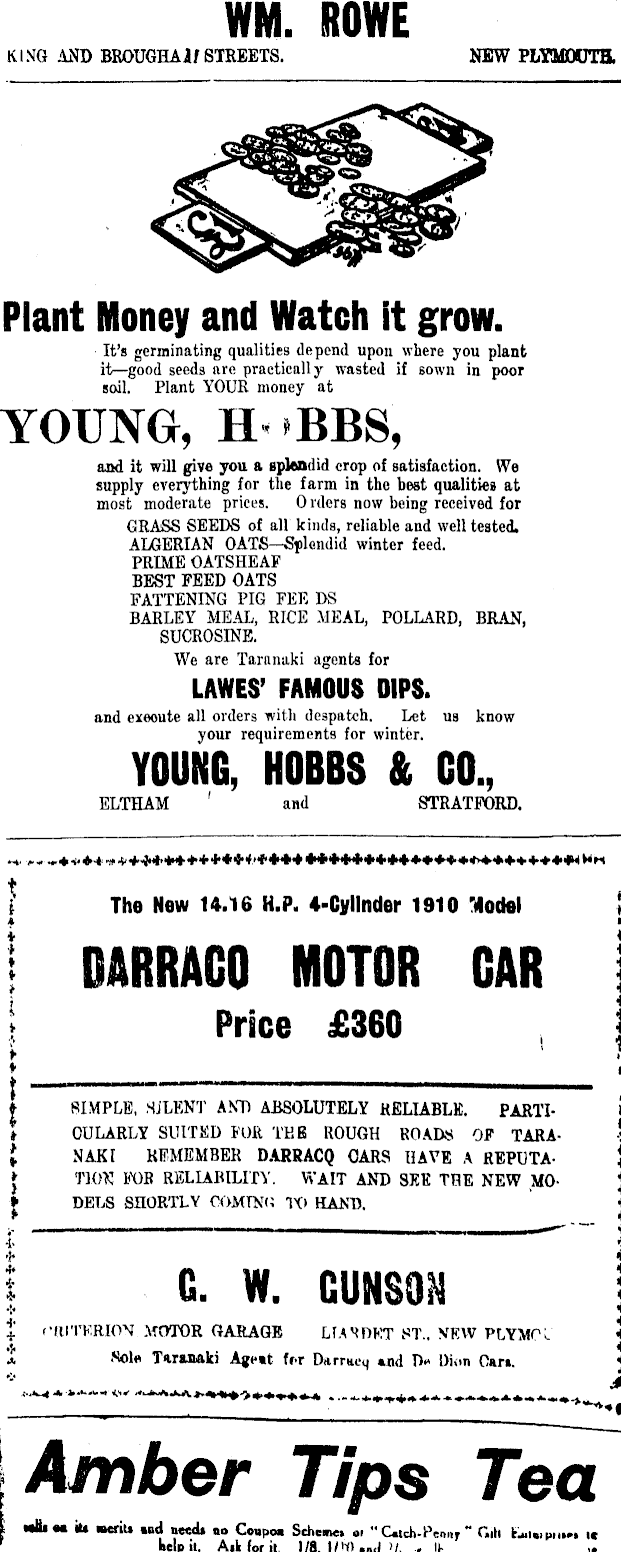 WM. ROWE
KING AND BROUGHAM STREETS. NEW PLYMOUTH.
Plant Money and Watch it grow.
It's germinating qualities depend upon where you plant
it—good seeds are practically wasted if sown in poor
soil. Plant YOUR money at
YOUNG, HOBBS,
and it will give you a splendid crop of satisfaction. We
supply everything for the farm in the best qualities at
most moderate prices. Orders now being received for
GRASS SEEDS of all kinds, reliable and well tested.
ALGERIAN OATS—Splendid winter feed.
PRIME OATSHEAF
BEST FEED OATS
FATTENING PIG FEEDS
BARLEY MEAL, RICE MEAL, POLLARD, BRAN,
SUCROSINE.
We are Taranaki agents for
LAWES' FAMOUS DIPS.
and execute all orders with despatch. Let us know
your requirements for winter.
YOUNG, HOBBS & CO.,
ELTHAM and STRATFORD.
The New 14.16 H.P. 4-Cylinder 1910 Model
DARRACQ MOTOR CAR
Price £360
SIMPLE, SILENT AND ABSOLUTELY RELIABLE. PARTI-
CULARLY SUITED FOR THE ROUGH ROADS OF TARA-
NAKI REMEMBER DARRACQ CARS HAVE A REPUTA-
TION FOR RELIABILITY. WAIT AND SEE THE NEW MO-
DELS SHORTLY COMING TO HAND.
G. W. GUNSON
CRITERION MOTOR GARAGE LIARDET ST., NEW PLYMOU
Sole Taranaki Agent for Darracq and De Dion Cars.
Amber Tips Tea
sells on its merits and needs no Coupon Schemes or "Catch-Penny" Gift Enterprises to
help it. Ask for it. 1/8, 1/10 and